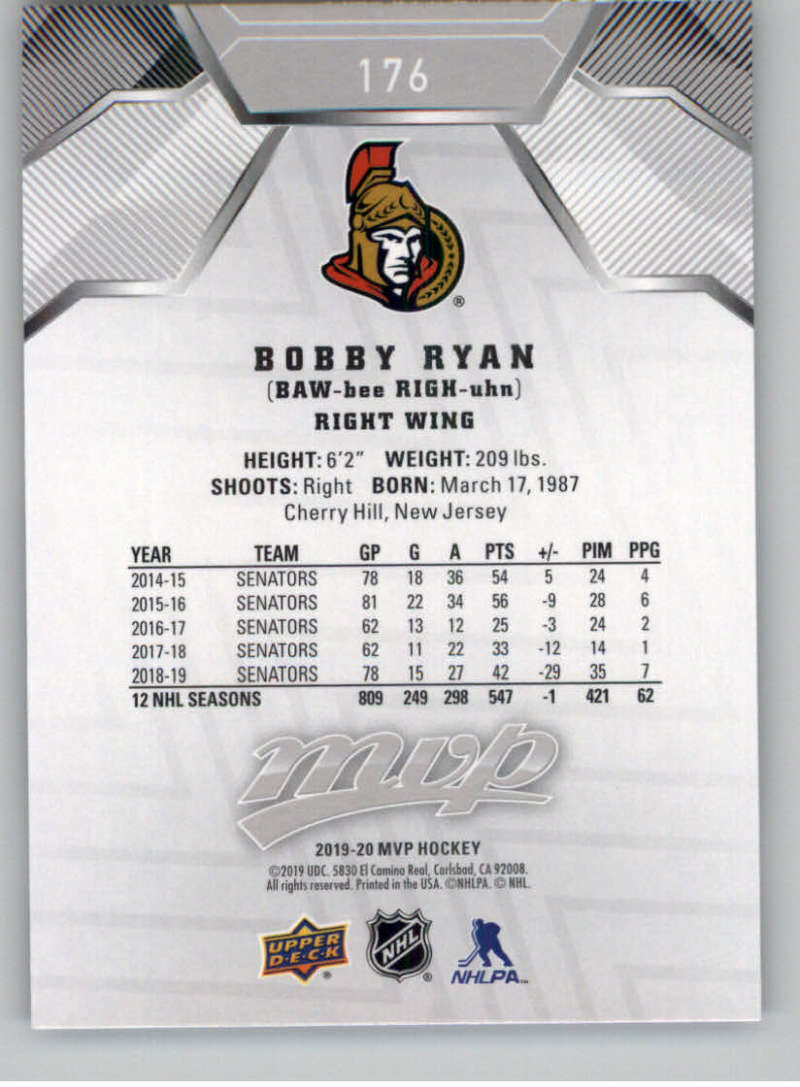 176
®
BOBBY RYAN
(BAW-bee RIGH-uhn)
RIGHT WING
HEIGHT: 6'2" WEIGHT: 209 lbs.
SHOOTS: Right BORN: March 17, 1987
Cherry Hill, New Jersey
YEAR TEAM GP G A PTS +/- PIM PPG
2014-15 SENATORS 78 18 36 54 5 24 4
2015-16 SENATORS 81 22 34 56 -9 28 6
2016-17 SENATORS 62 13 12 25 -3 24 2
2017-18 SENATORS 62 11 22 33 -12 14 1
2018-19 SENATORS 78 15 27 42 -29 35 7
12 NHL SEASONS 809 249 298 547 -1 421 62
mvp
2019-20 MVP HOCKEY
©2019 UDC. 5830 El Camino Real, Carlsbad, CA 92008.
All rights reserved. Printed in the USA. ©NHLPA. © NHL.
UPPER DECK ® NHL ® NHLPA™